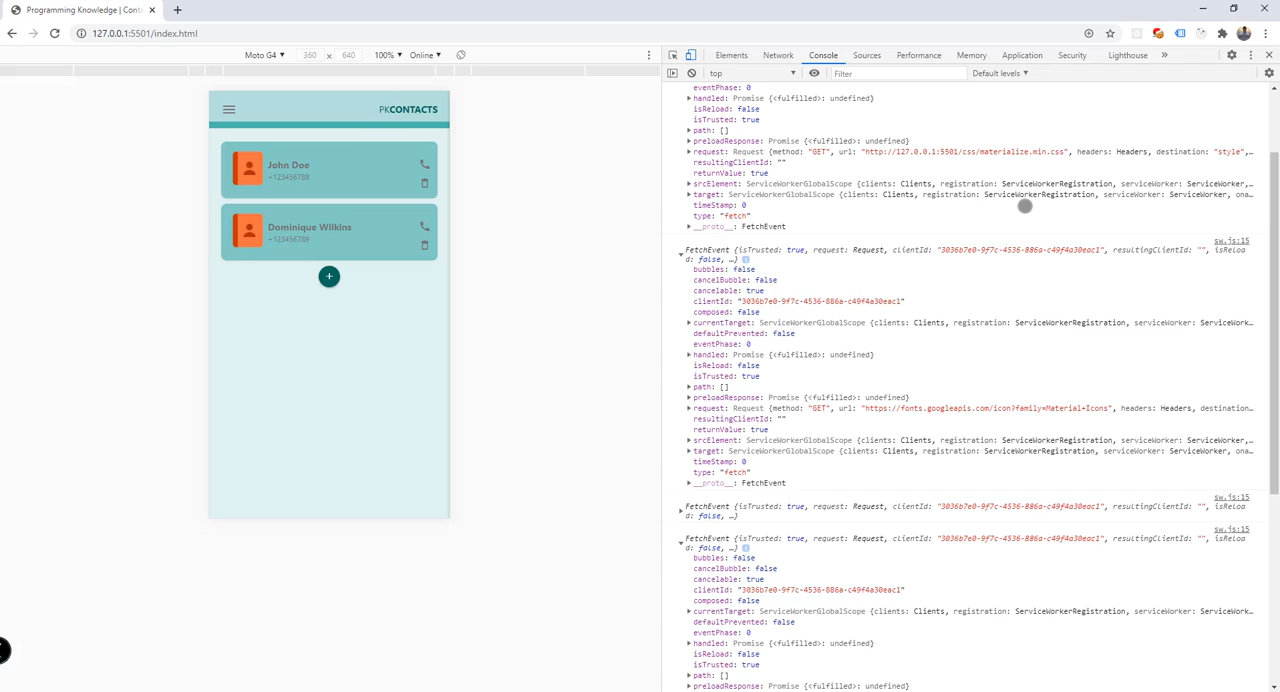 Programming Knowledge | Cont
127.0.0.1:5501/index.html
Moto G4 ▼ 360 x 640 100% ▼ Online ▼
Elements Network Console Sources Performance Memory Application Security Lighthouse »
top ▼ Filter Default levels ▼
PKCONTACTS
John Doe
+123456789
Dominique Wilkins
+123456789
+
eventPhase: 0
handled: Promise {<fulfilled>: undefined}
isReload: false
isTrusted: true
path: []
preloadResponse: Promise {<fulfilled>: undefined}
request: Request {method: "GET", url: "http://127.0.0.1:5501/css/materialize.min.css", headers: Headers, destination: "style",…
resultingClientId: ""
returnValue: true
srcElement: ServiceWorkerGlobalScope {clients: Clients, registration: ServiceWorkerRegistration, serviceWorker: ServiceWorker,…
target: ServiceWorkerGlobalScope {clients: Clients, registration: ServiceWorkerRegistration, serviceWorker: ServiceWorker, ona…
timeStamp: 0
type: "fetch"
__proto__: FetchEvent
sw.js:15
FetchEvent {isTrusted: true, request: Request, clientId: "3036b7e0-9f7c-4536-886a-c49f4a30eac1", resultingClientId: "", isReloa
d: false, …}
bubbles: false
cancelBubble: false
cancelable: true
clientId: "3036b7e0-9f7c-4536-886a-c49f4a30eac1"
composed: false
currentTarget: ServiceWorkerGlobalScope {clients: Clients, registration: ServiceWorkerRegistration, serviceWorker: ServiceWork…
defaultPrevented: false
eventPhase: 0
handled: Promise {<fulfilled>: undefined}
isReload: false
isTrusted: true
path: []
preloadResponse: Promise {<fulfilled>: undefined}
request: Request {method: "GET", url: "https://fonts.googleapis.com/icon?family=Material+Icons", headers: Headers, destination…
resultingClientId: ""
returnValue: true
srcElement: ServiceWorkerGlobalScope {clients: Clients, registration: ServiceWorkerRegistration, serviceWorker: ServiceWorker,…
target: ServiceWorkerGlobalScope {clients: Clients, registration: ServiceWorkerRegistration, serviceWorker: ServiceWorker, ona…
timeStamp: 0
type: "fetch"
__proto__: FetchEvent
sw.js:15
FetchEvent {isTrusted: true, request: Request, clientId: "3036b7e0-9f7c-4536-886a-c49f4a30eac1", resultingClientId: "", isReloa
d: false, …}
sw.js:15
FetchEvent {isTrusted: true, request: Request, clientId: "3036b7e0-9f7c-4536-886a-c49f4a30eac1", resultingClientId: "", isReloa
d: false, …}
bubbles: false
cancelBubble: false
cancelable: true
clientId: "3036b7e0-9f7c-4536-886a-c49f4a30eac1"
composed: false
currentTarget: ServiceWorkerGlobalScope {clients: Clients, registration: ServiceWorkerRegistration, serviceWorker: ServiceWork…
defaultPrevented: false
eventPhase: 0
handled: Promise {<fulfilled>: undefined}
isReload: false
isTrusted: true
path: []
preloadResponse: Promise {<fulfilled>: undefined}